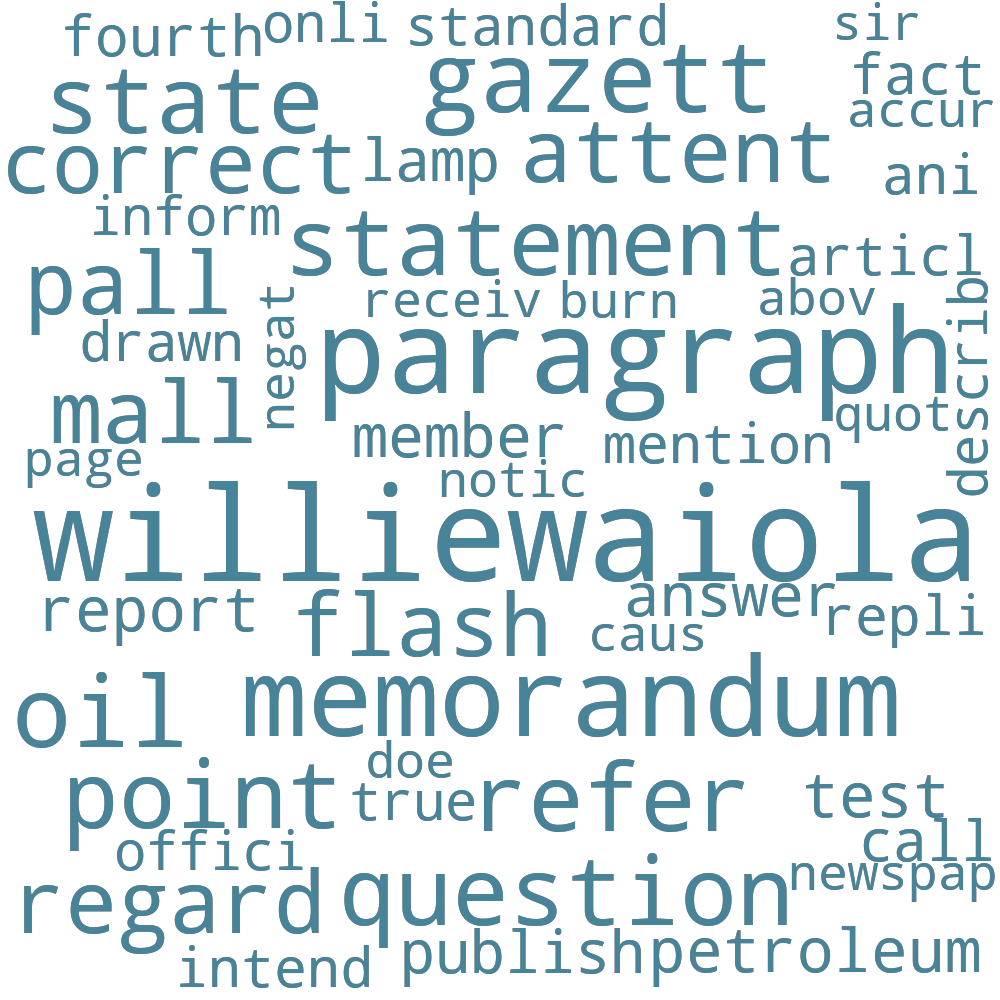 fourth onli standard sir
state gazett fact
accur
correct lamp attent ani
inform statement articl
pall receiv burn abov
drawn negat paragraph describ
mall member mention quot
page notic
williewaiola
report flash answer repli
caus
oil memorandum
doe
point true refer test
offici call
regard question newspap
intend publish petroleum